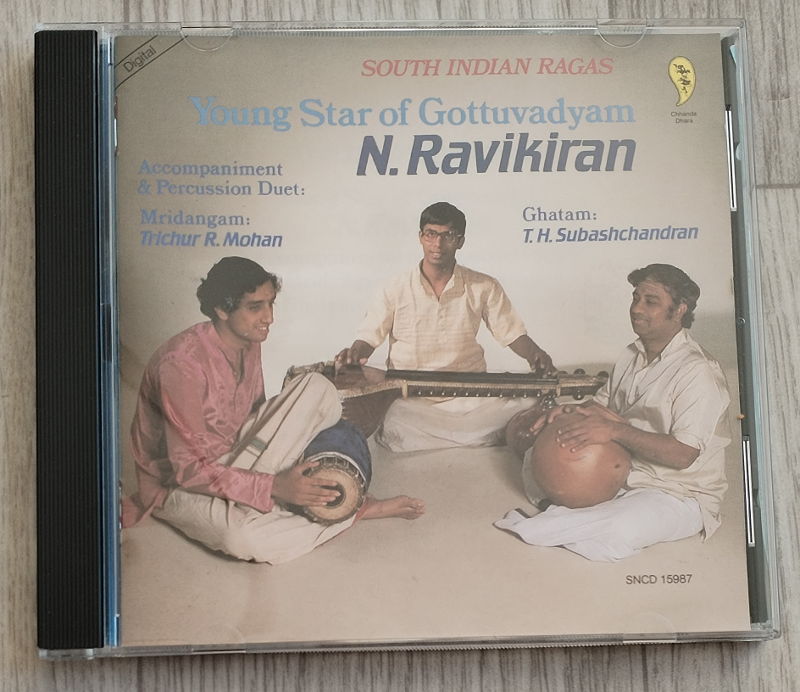 Digital
SOUTH INDIAN RAGAS
Chhanda
Dhara
Young Star of Gottuvadyam
N. Ravikiran
Accompaniment
& Percussion Duet:
Mridangam:
Trichur R. Mohan
Ghatam:
T. H. Subashchandran
SNCD 15987